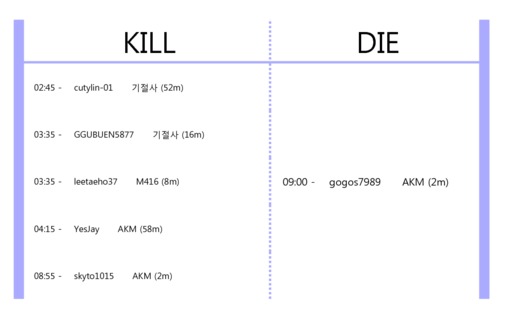 KILL
DIE
02:45 - cutylin-01 기절사 (52m)
03:35 - GGUBUEN5877 기절사 (16m)
03:35 - leetaeho37 M416 (8m)
04:15 - YesJay AKM (58m)
08:55 - skyto1015 AKM (2m)
09:00 - gogos7989 AKM (2m)